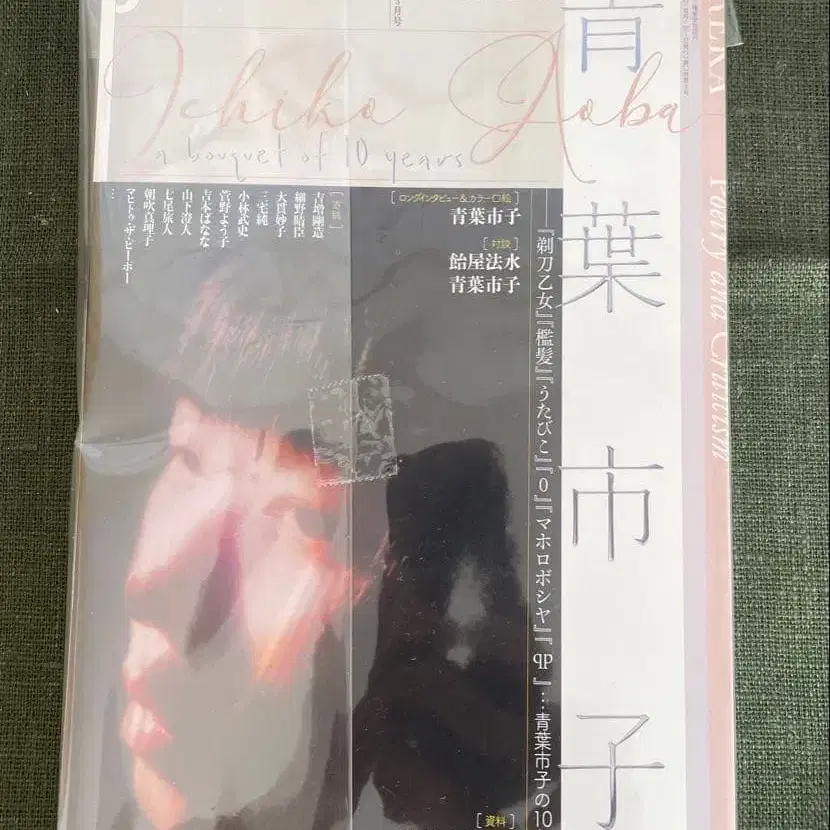 3月号
Ichiko Aoba
a bouquet of 10 years
青葉市子
EKA Poetry and Criticism
[ロングインタビュー&カラー口絵]
青葉市子
[対談]
飴屋法水
青葉市子
『剃刀乙女』『檻髪』『うたびこ』『0』『マホロボシヤ』『qp』…青葉市子の10
[寄稿]
吉増剛造
細野晴臣
大貫妙子
三宅純
小林武史
菅野よう子
吉本ばなな
山下澄人
七尾旅人
朝吹真理子
マヒトゥ・ザ・ピーポー
…
[資料]